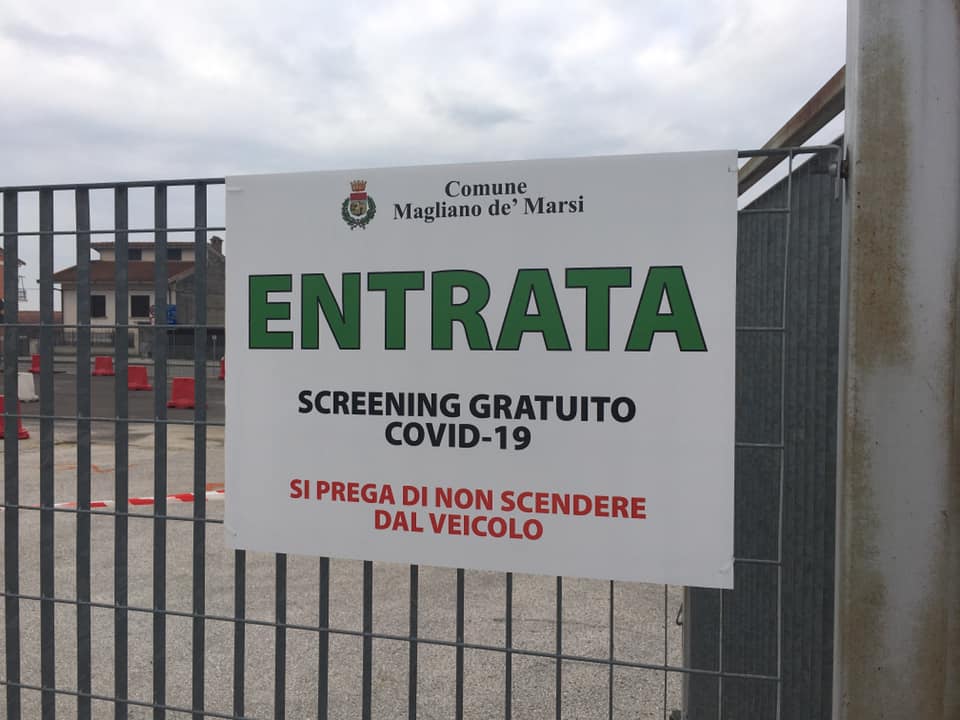 Comune
Magliano de' Marsi
ENTRATA
SCREENING GRATUITO
COVID-19
SI PREGA DI NON SCENDERE
DAL VEICOLO